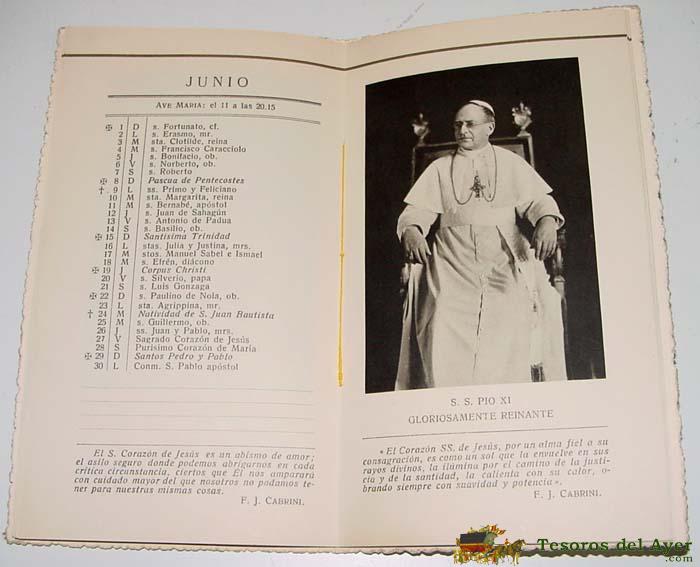 JUNIO
AVE MARIA: el 11 a las 20.15
✠ 1 D s. Fortunato, cf.
2 L s. Erasmo, mr.
3 M sta. Clotilde, reina
4 M s. Francisco Caracciolo
5 J s. Bonifacio, ob.
6 V s. Norberto, ob.
7 S s. Roberto
✠ 8 D Pascua de Pentecostes
† 9 L ss. Primo y Feliciano
10 M sta. Margarita, reina
11 M s. Bernabé, apóstol
12 J s. Juan de Sahagún
13 V s. Antonio de Padua
14 S s. Basilio, ob.
✠ 15 D Santísima Trinidad
16 L stas. Julia y Justina, mrs.
17 M stos. Manuel Sabel e Ismael
18 M s. Efrén, diácono
✠ 19 J Corpus Christi
20 V s. Silverio, papa
21 S s. Luis Gonzaga
✠ 22 D s. Paulino de Nola, ob.
23 L sta. Agrippina, mr.
† 24 M Natividad de S. Juan Bautista
25 M s. Guillermo, ob.
26 J ss. Juan y Pablo, mrs.
27 V Sagrado Corazón de Jesús
28 S Purísimo Corazón de María
✠ 29 D Santos Pedro y Pablo
30 L Conm. S. Pablo apóstol
El S. Corazón de Jesús es un abismo de amor;
el asilo seguro donde podemos abrigarnos en cada
crítica circunstancia, ciertos que Él nos amparará
con cuidado mayor del que nosotros no podamos te-
ner para nuestras mismas cosas.
F. J. CABRINI.
S. S. PIO XI
GLORIOSAMENTE REINANTE
«El Corazón SS. de Jesús, por un alma fiel a su
consagración, es como un sol que la envuelve en sus
rayos divinos, la ilúmina por el camino de la justi-
cia y de la santidad, la calienta con su calor, o-
brando siempre con suavidad y potencia».
F. J. CABRINI.
Tesoros del Ayer
.com